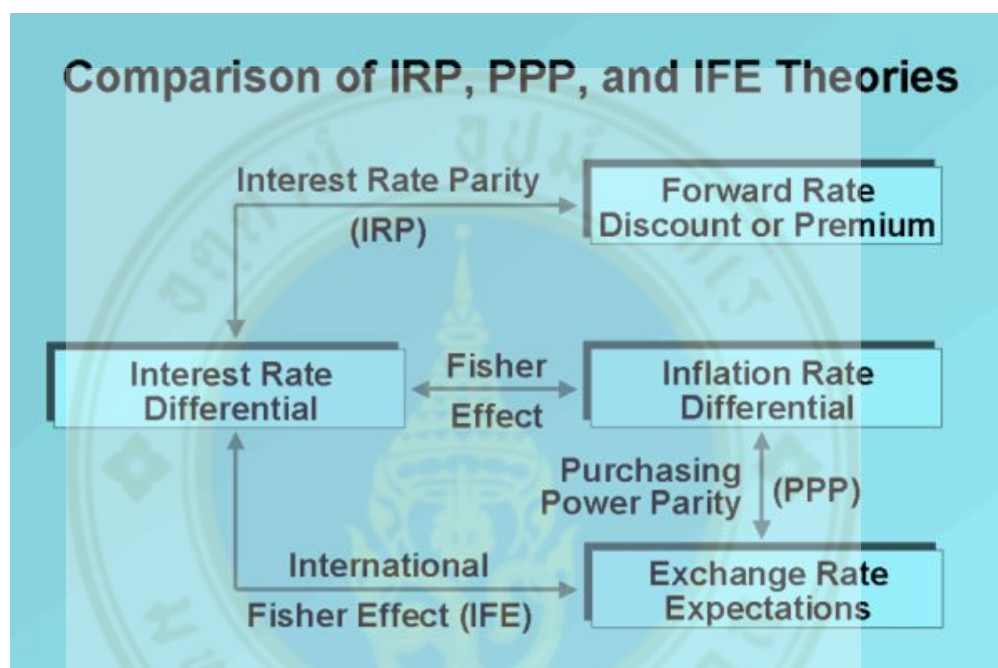 Comparison of IRP, PPP, and IFE Theories
Interest Rate Parity
(IRP)
Forward Rate
Discount or Premium
Interest Rate
Differential
Fisher
Effect
Inflation Rate
Differential
Purchasing
Power Parity
(PPP)
International
Fisher Effect (IFE)
Exchange Rate
Expectations